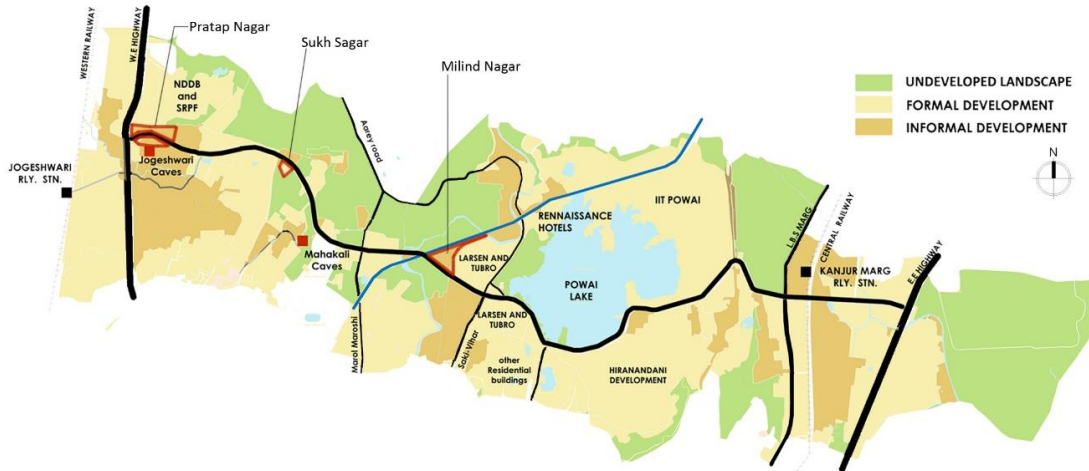 Pratap Nagar
Sukh Sagar
Milind Nagar
WESTERN RAILWAY
W.E HIGHWAY
NDDB
and
SRPF
Jogeshwari
Caves
JOGESHWARI
RLY. STN.
Mahakali
Caves
Aarey road
Marol Maroshi
LARSEN AND
TUBRO
RENNAISSANCE
HOTELS
IIT POWAI
POWAI
LAKE
LARSEN AND
TUBRO
Saki-Vihar
other
Residential
buildings
HIRANANDANI
DEVELOPMENT
L.B.S MARG
CENTRAL RAILWAY
KANJUR MARG
RLY. STN.
E.E HIGHWAY
UNDEVELOPED LANDSCAPE
FORMAL DEVELOPMENT
INFORMAL DEVELOPMENT
N